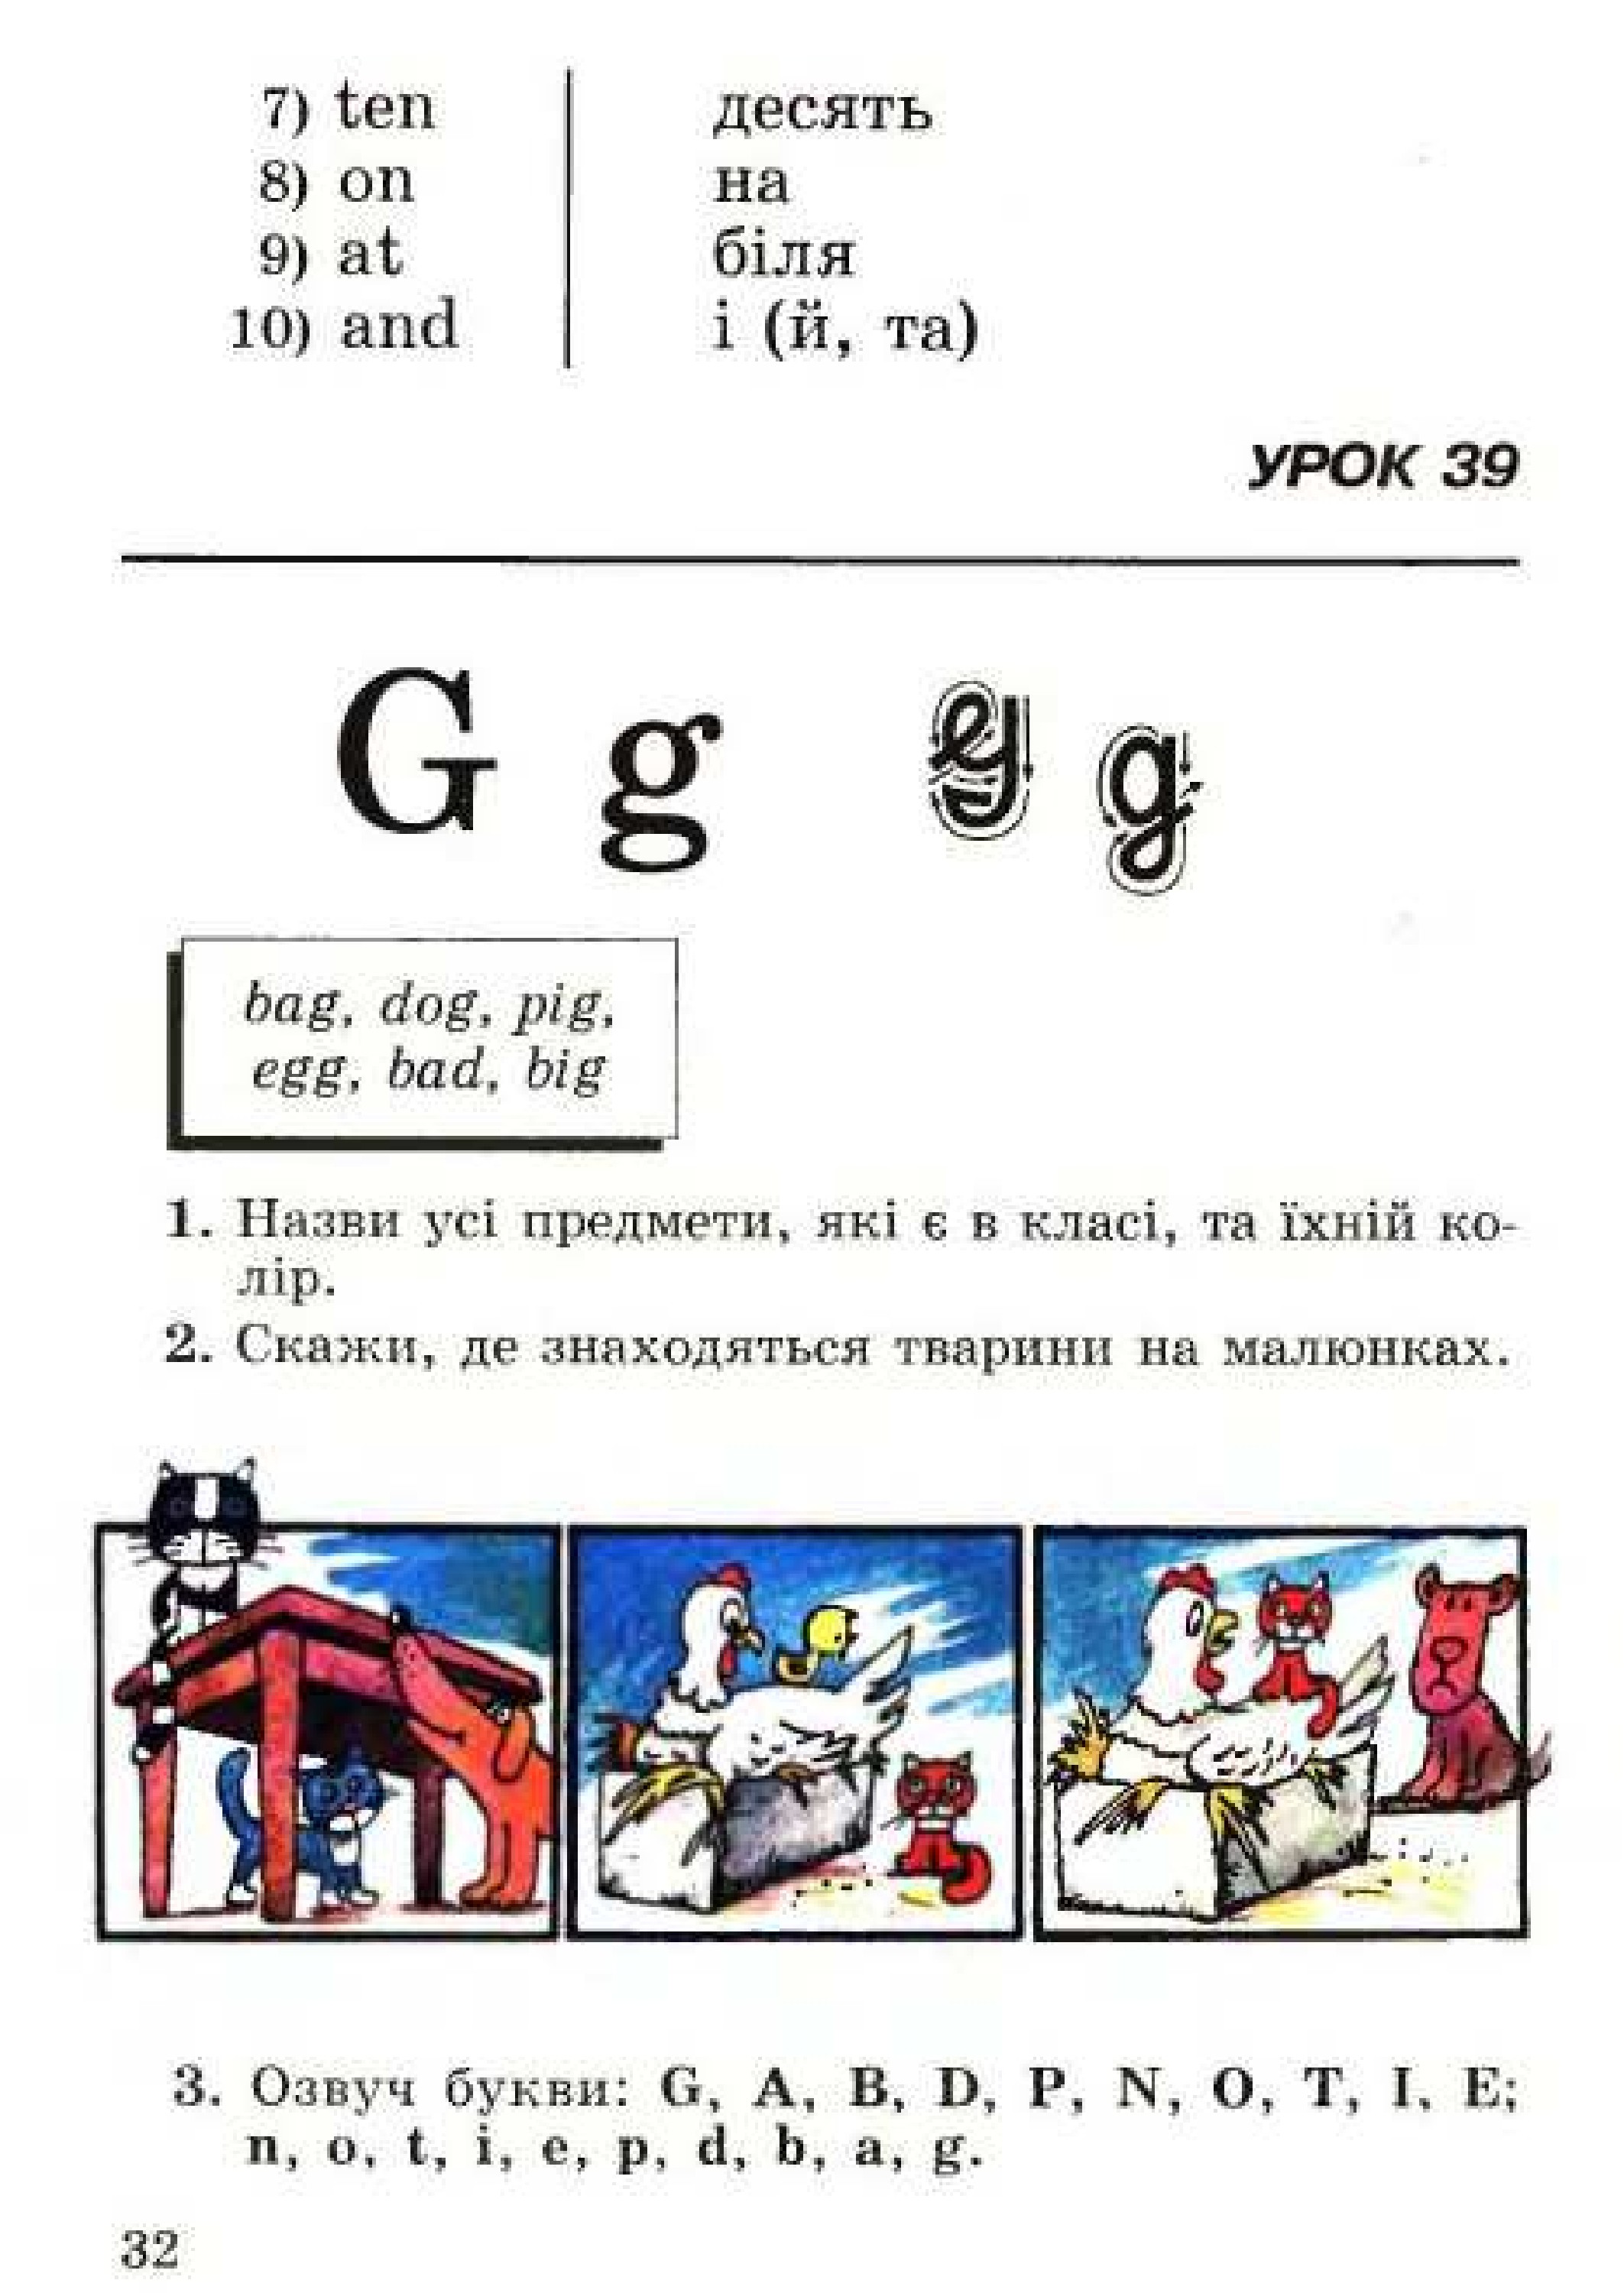 7) ten десять
8) on на
9) at біля
10) and і (й, та)
УРОК 39
G g G g
bag, dog, pig,
egg, bad, big
1. Назви усі предмети, які є в класі, та їхній ко-
лір.
2. Скажи, де знаходяться тварини на малюнках.
3. Озвуч букви: G, A, B, D, P, N, O, T, I, E;
n, o, t, i, e, p, d, b, a, g.
32